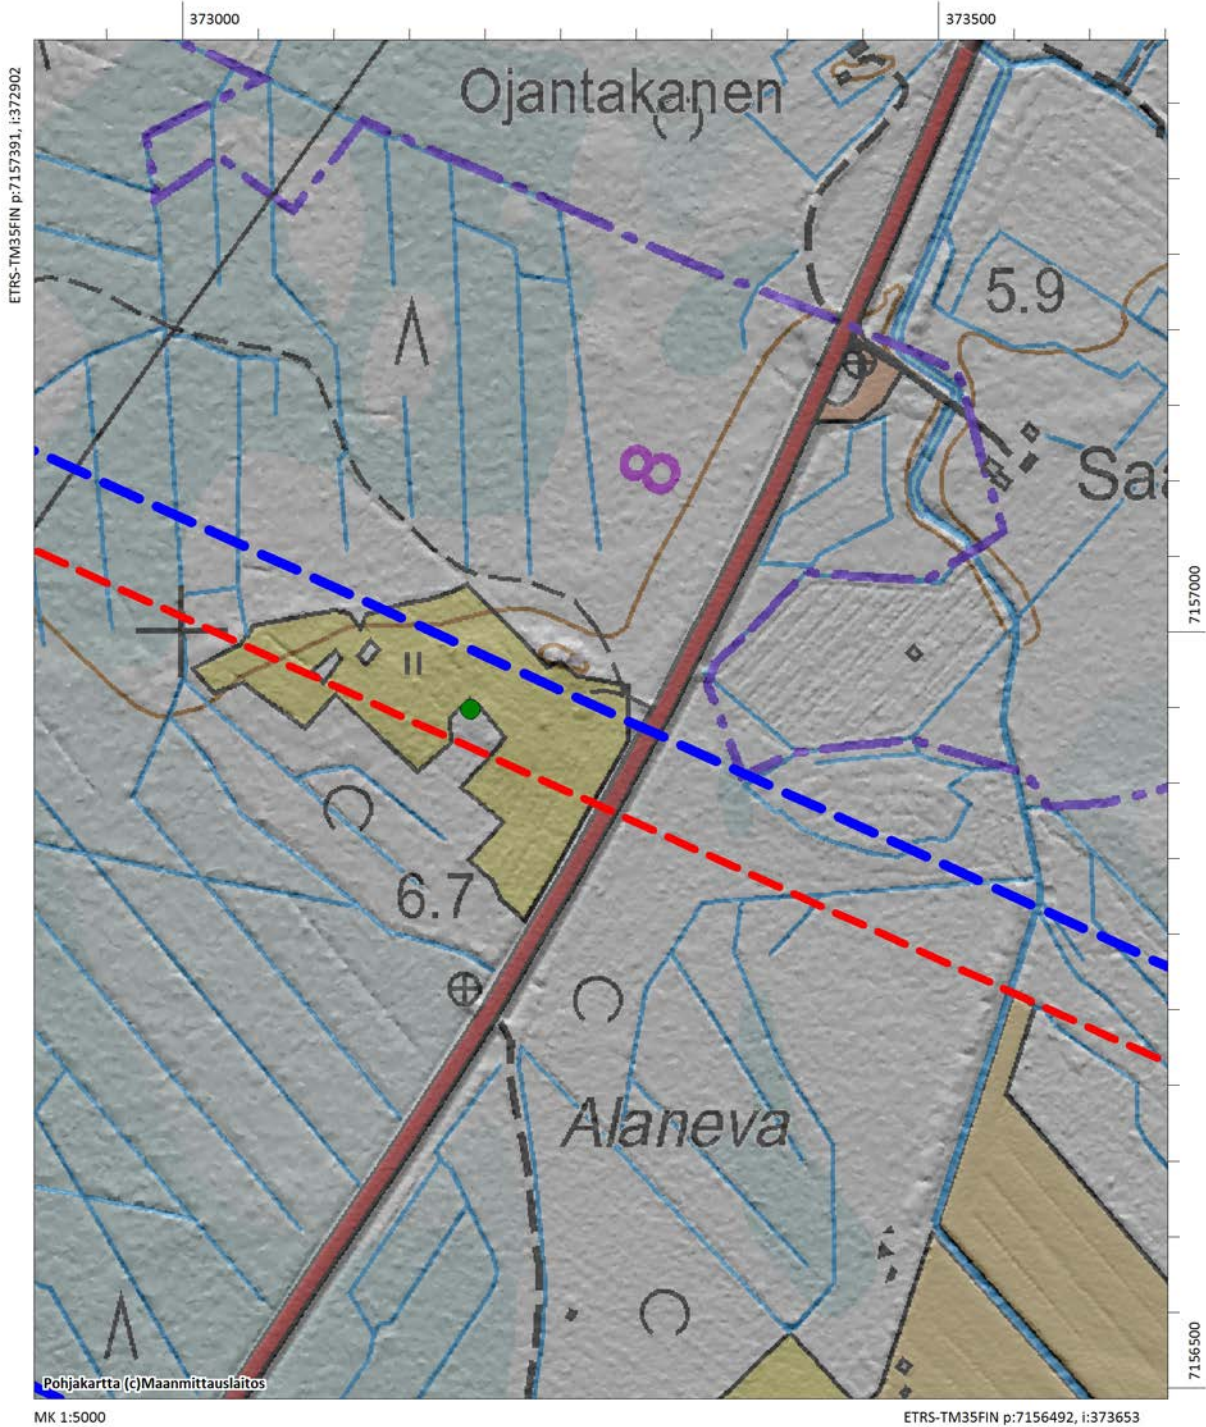 373000
373500
ETRS-TM35FIN p:7157391, i:372902
Ojantakanen
5.9
8
Saa
7157000
6.7
Alaneva
7156500
Pohjakartta (c)Maanmittauslaitos
MK 1:5000
ETRS-TM35FIN p:7156492, i:373653